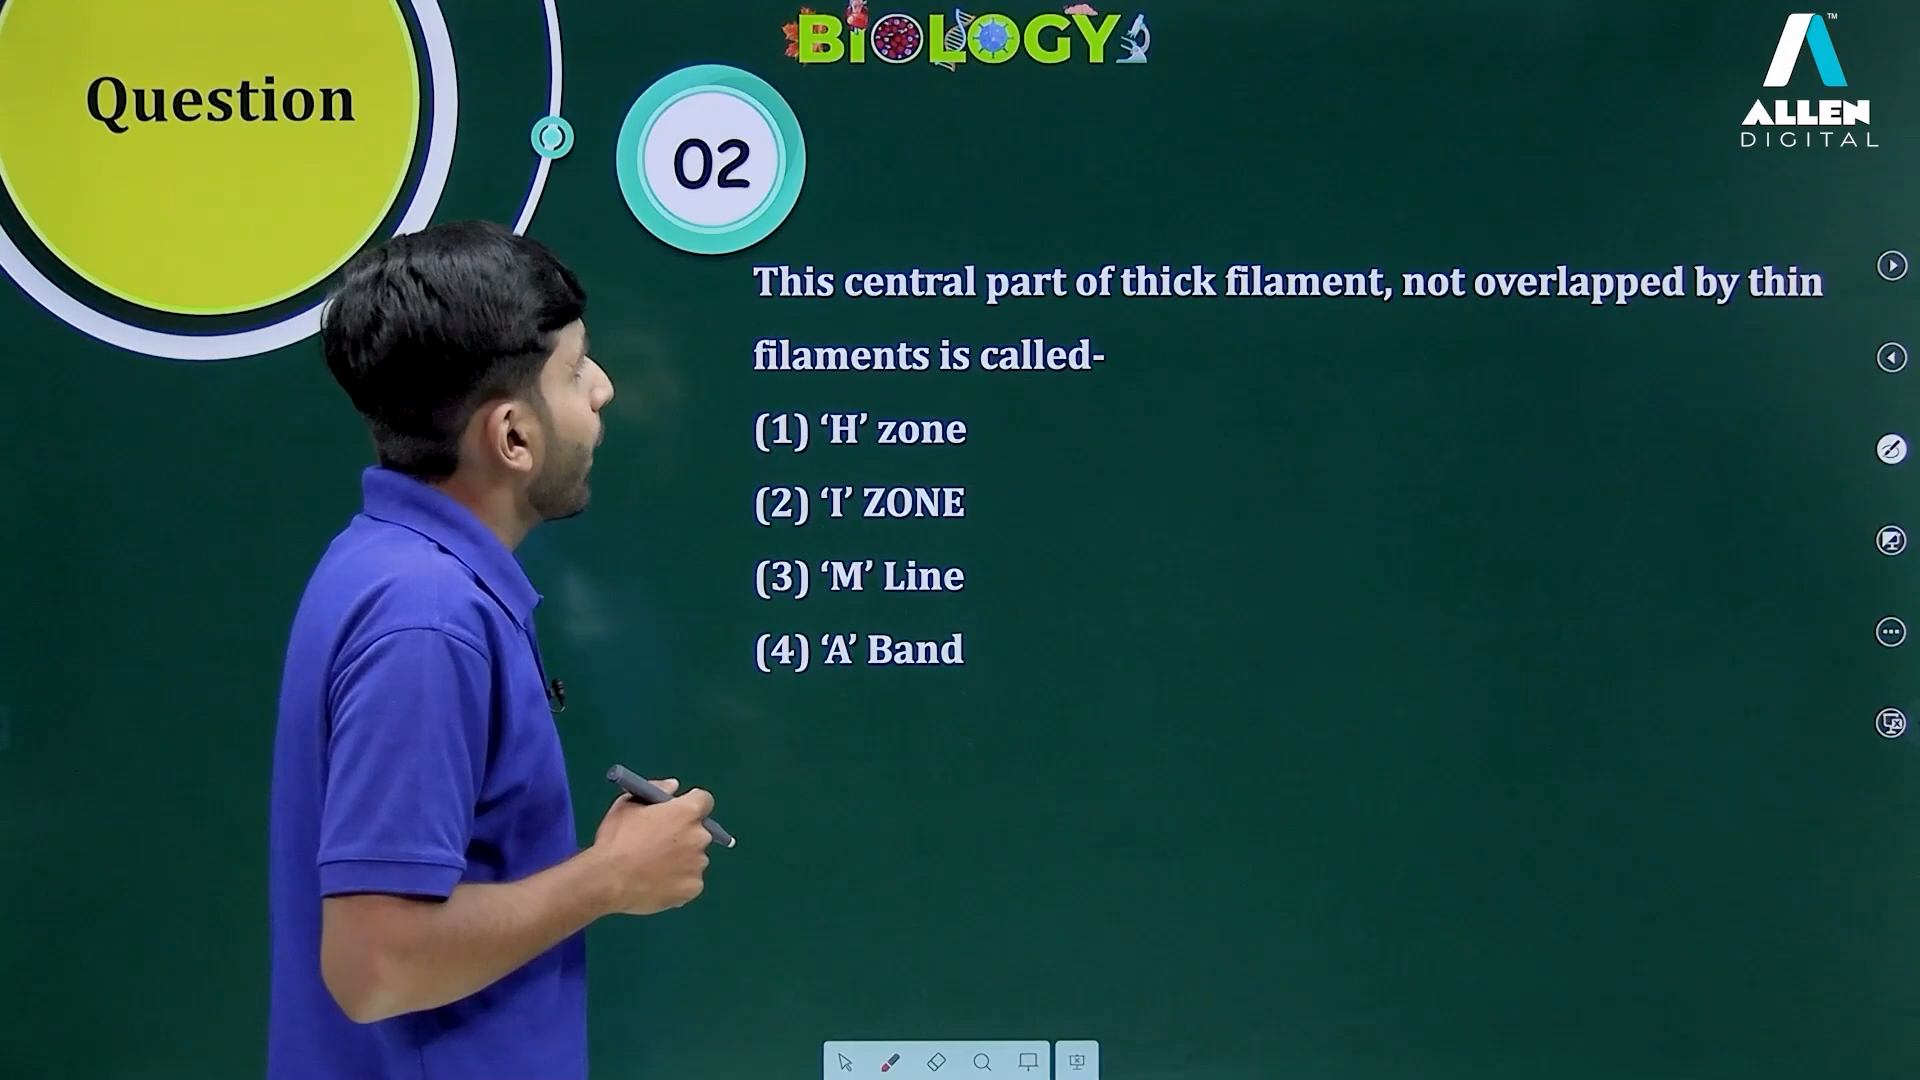 BIOLOGY
Question
02
ALLEN
DIGITAL
TM
This central part of thick filament, not overlapped by thin
filaments is called-
(1) ‘H’ zone
(2) ‘I’ ZONE
(3) ‘M’ Line
(4) ‘A’ Band